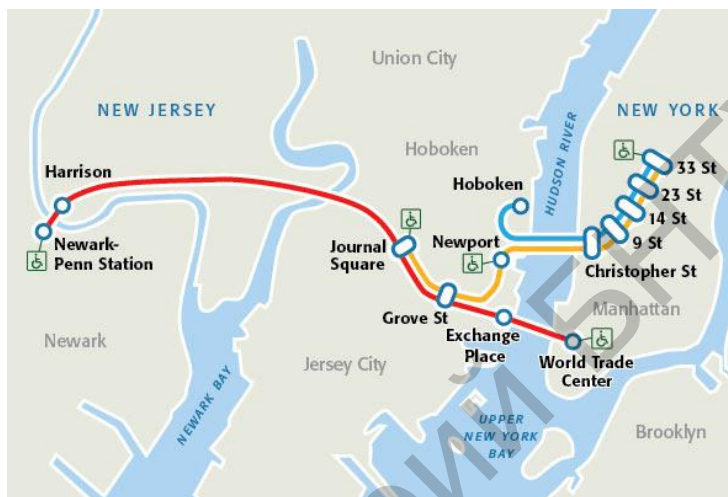 Union City
NEW JERSEY
NEW YORK
Hoboken
HUDSON RIVER
Harrison
33 St
Hoboken
23 St
14 St
9 St
Newark-
Penn Station
Journal
Square
Newport
Christopher St
Manhattan
Grove St
Exchange
Place
World Trade
Center
Newark
Jersey City
NEWARK BAY
UPPER
NEW YORK
BAY
Brooklyn